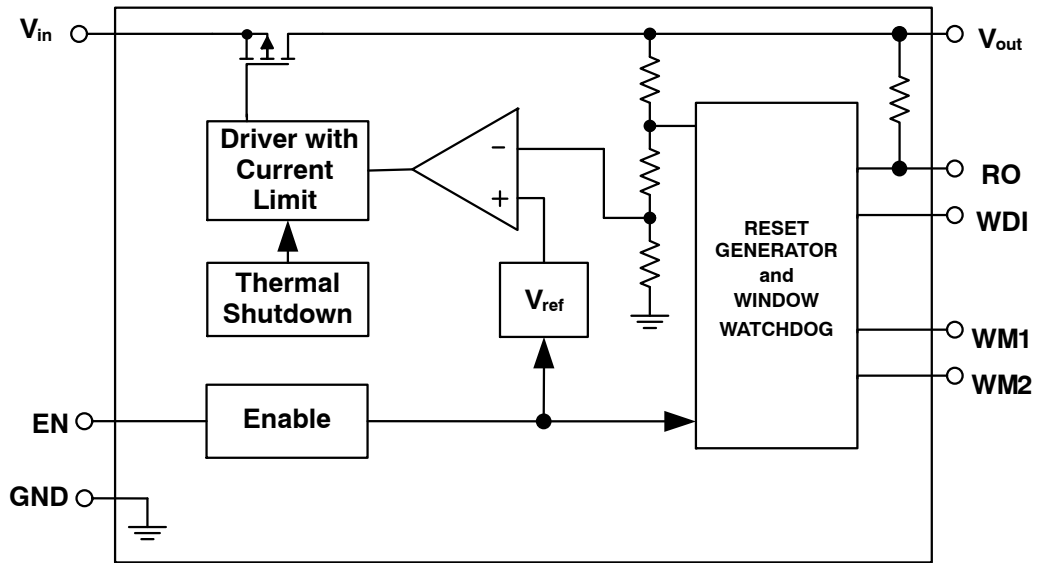 Vin
Vout
Driver with
Current
Limit
−
+
RO
WDI
RESET
GENERATOR
and
WINDOW
WATCHDOG
Thermal
Shutdown
Vref
WM1
WM2
EN
Enable
GND